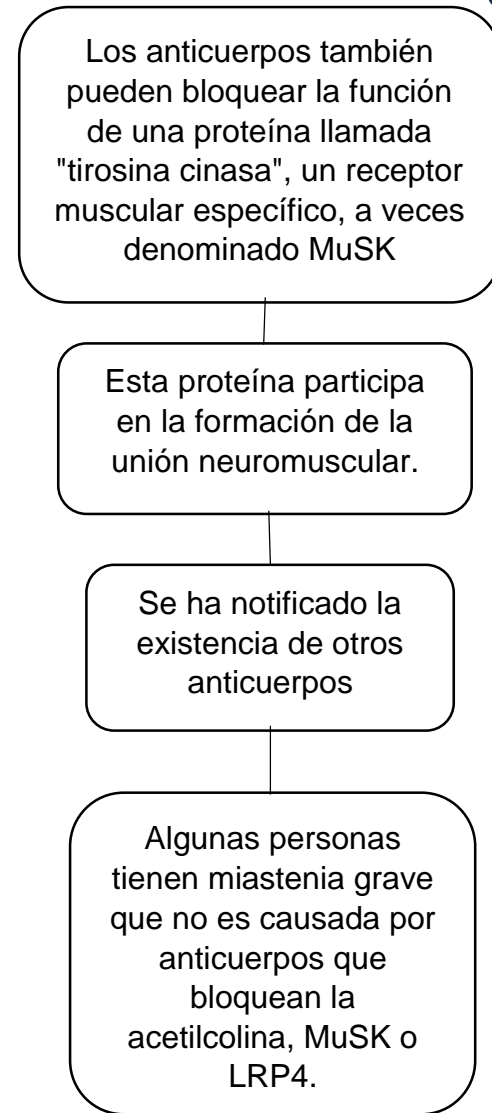 Los anticuerpos también
pueden bloquear la función
de una proteína llamada
"tirosina cinasa", un receptor
muscular específico, a veces
denominado MuSK
Esta proteína participa
en la formación de la
unión neuromuscular.
Se ha notificado la
existencia de otros
anticuerpos
Algunas personas
tienen miastenia grave
que no es causada por
anticuerpos que
bloquean la
acetilcolina, MuSK o
LRP4.